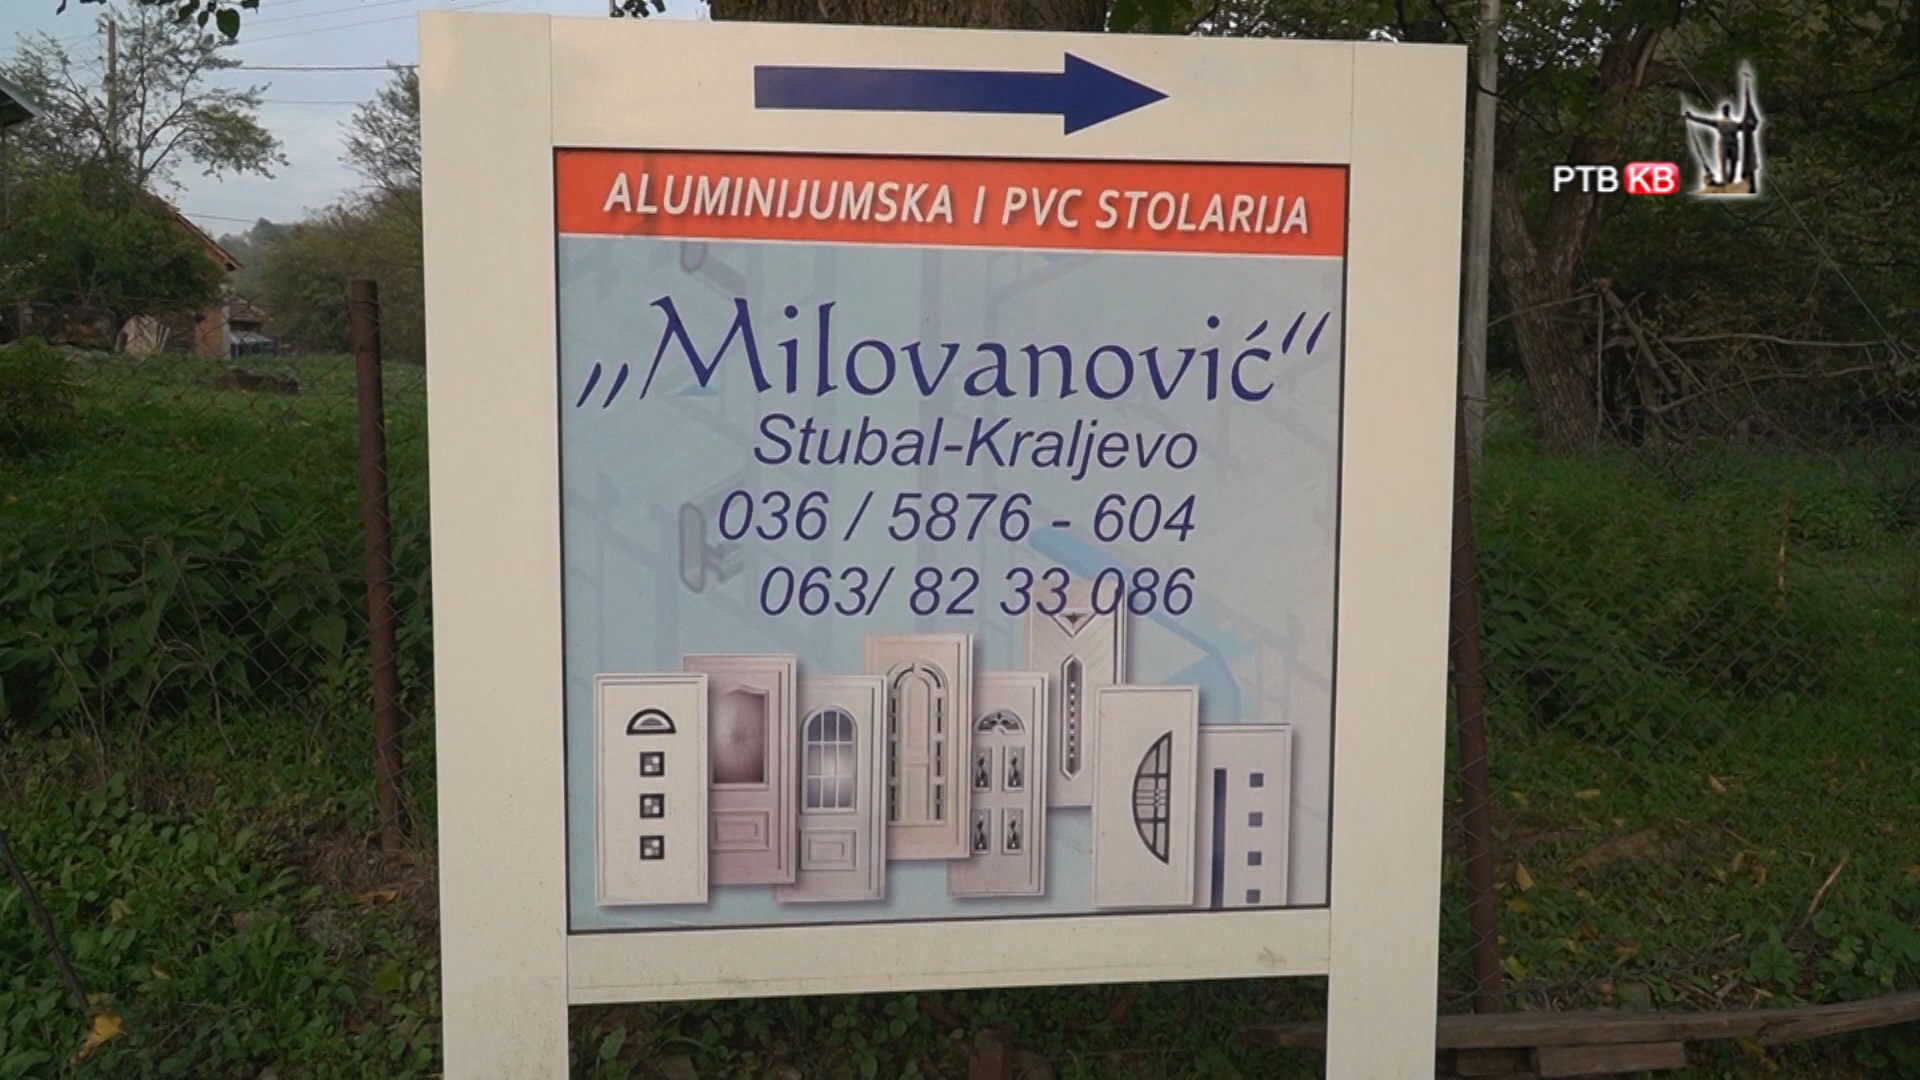 РТВ КВ
ALUMINIJUMSKA I PVC STOLARIJA
„Milovanović“
Stubal-Kraljevo
036 / 5876 - 604
063/ 82 33 086